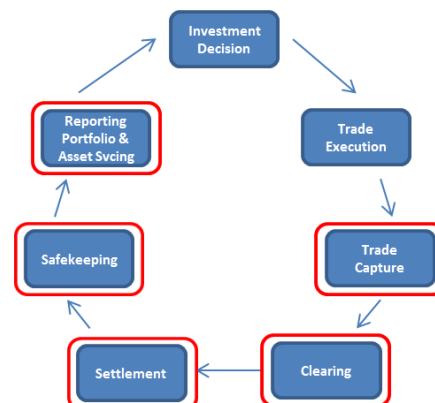 Investment
Decision
Trade
Execution
Trade
Capture
Clearing
Settlement
Safekeeping
Reporting
Portfolio &
Asset Svcing